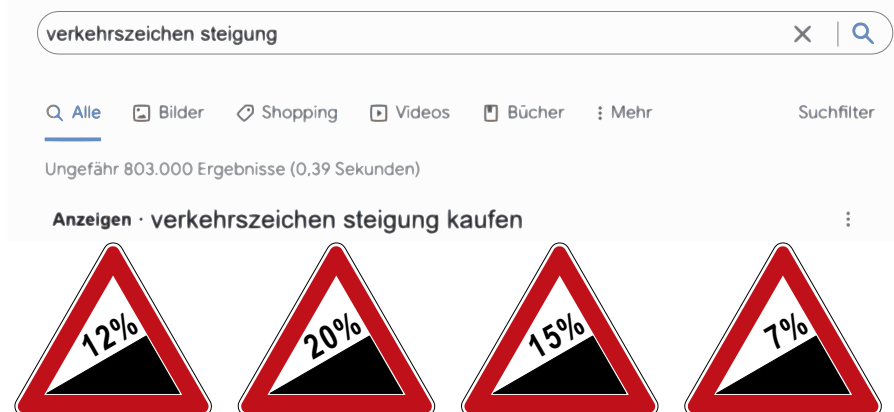 verkehrszeichen steigung
Alle Bilder Shopping Videos Bücher Mehr Suchfilter
Ungefähr 803.000 Ergebnisse (0,39 Sekunden)
Anzeigen · verkehrszeichen steigung kaufen
12% 20% 15% 7%